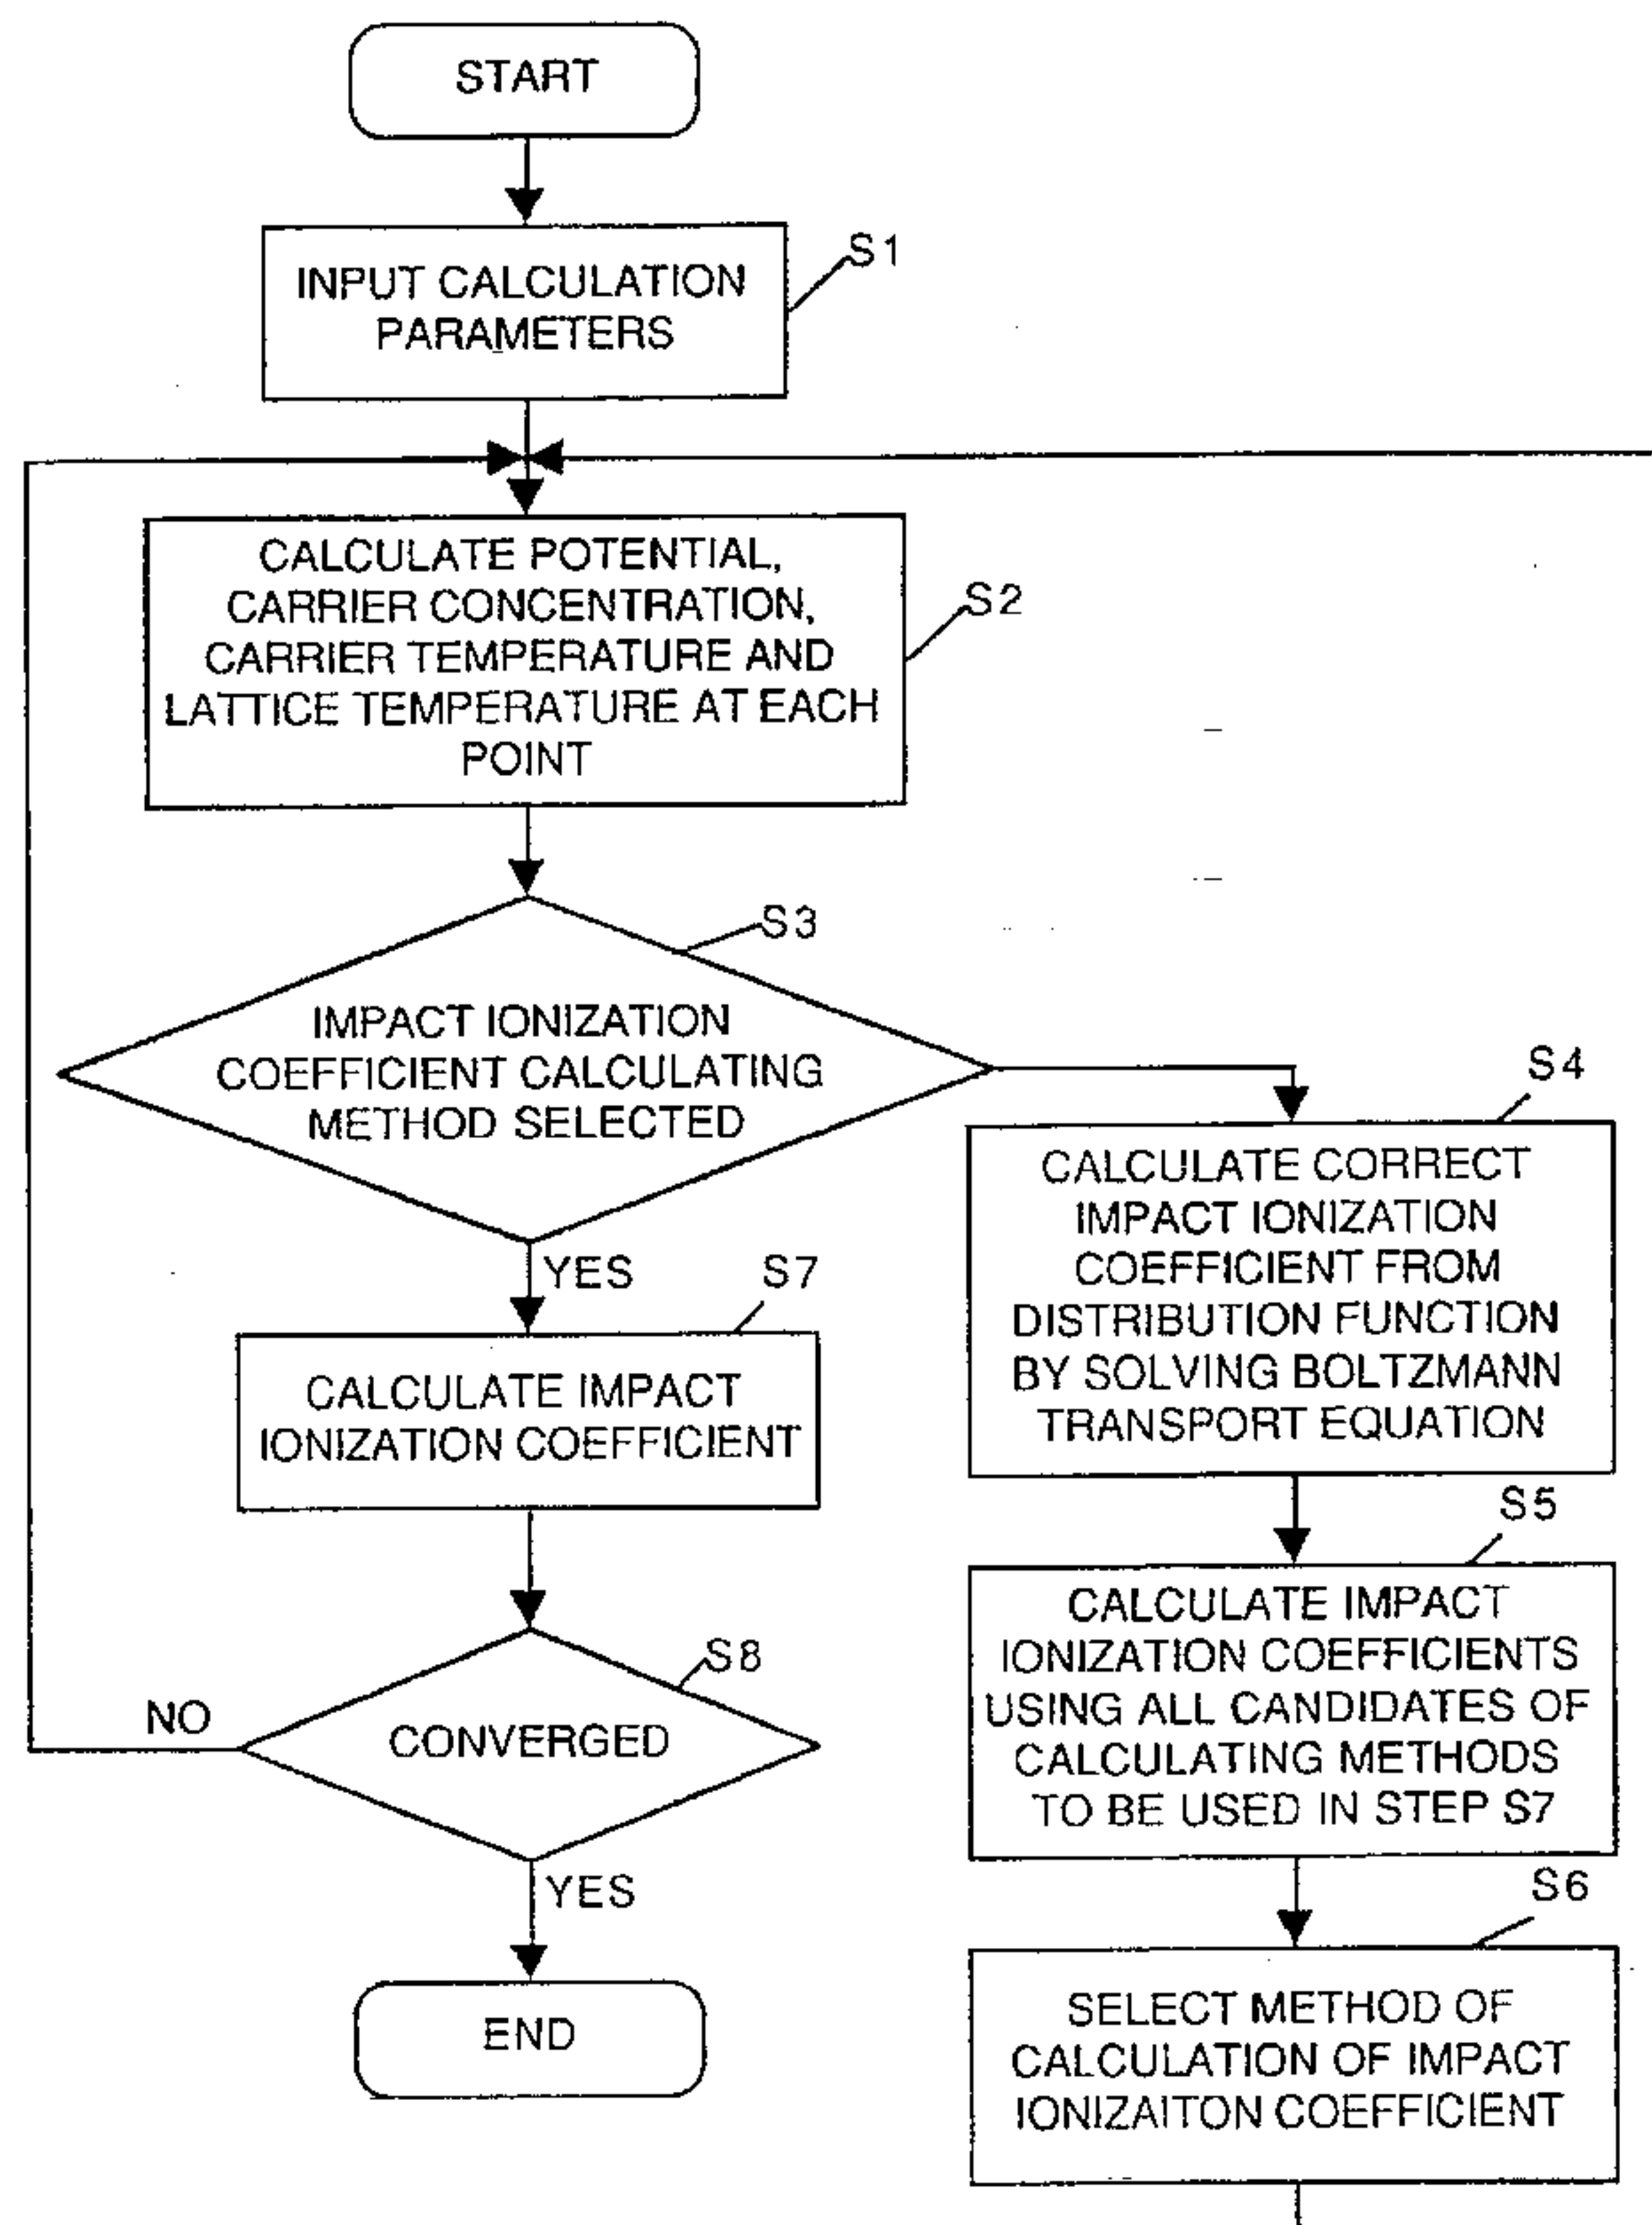 START
INPUT CALCULATION
PARAMETERS
S1
CALCULATE POTENTIAL,
CARRIER CONCENTRATION,
CARRIER TEMPERATURE AND
LATTICE TEMPERATURE AT EACH
POINT
S2
IMPACT IONIZATION
COEFFICIENT CALCULATING
METHOD SELECTED
S3
YES
S4
CALCULATE CORRECT
IMPACT IONIZATION
COEFFICIENT FROM
DISTRIBUTION FUNCTION
BY SOLVING BOLTZMANN
TRANSPORT EQUATION
S7
CALCULATE IMPACT
IONIZATION COEFFICIENT
S5
CALCULATE IMPACT
IONIZATION COEFFICIENTS
USING ALL CANDIDATES OF
CALCULATING METHODS
TO BE USED IN STEP S7
S8
CONVERGED
NO
YES
S6
SELECT METHOD OF
CALCULATION OF IMPACT
IONIZAITON COEFFICIENT
END